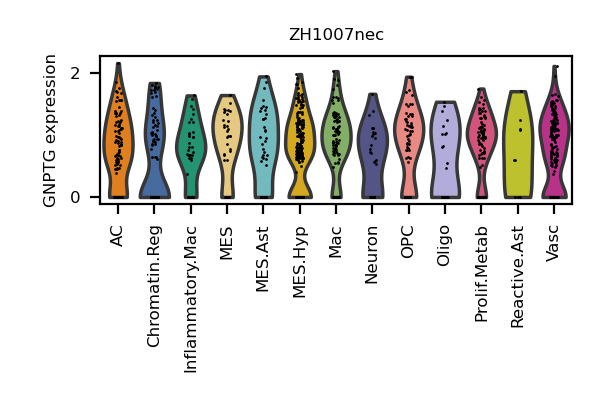 ZH1007nec
GNPTG expression
2
0
AC
Chromatin.Reg
Inflammatory.Mac
MES
MES.Ast
MES.Hyp
Mac
Neuron
OPC
Oligo
Prolif.Metab
Reactive.Ast
Vasc